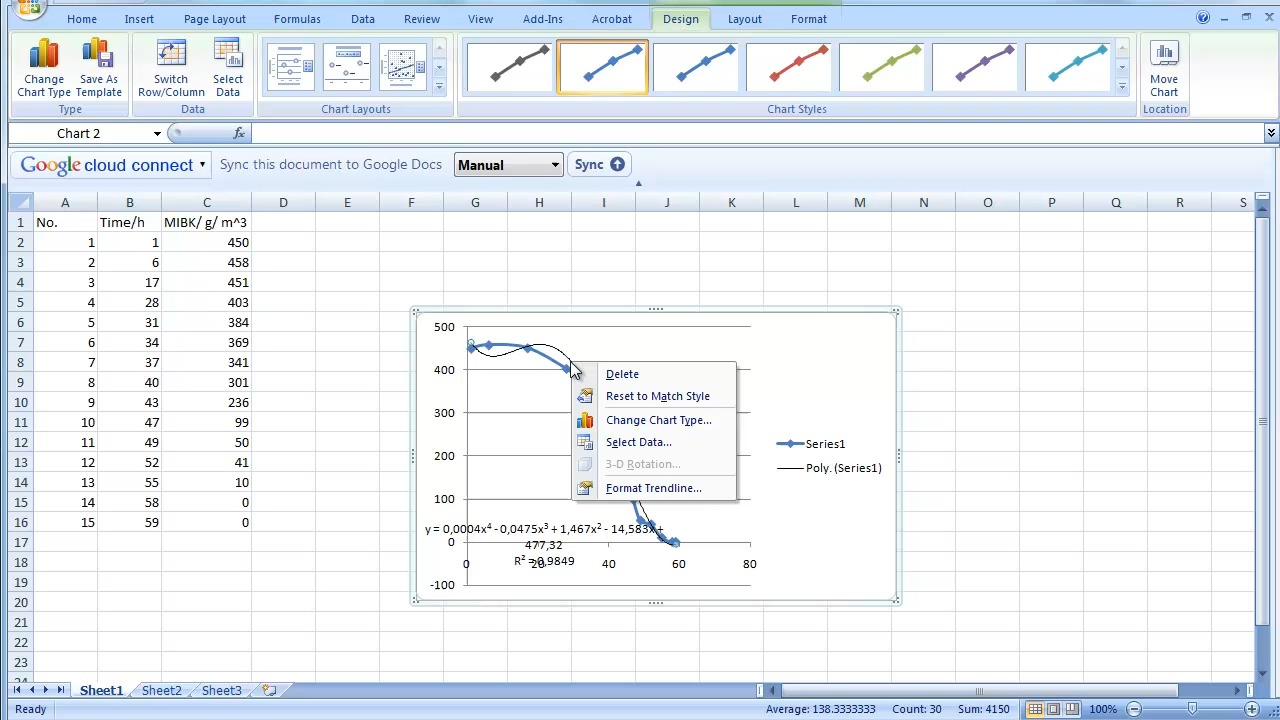 Home Insert Page Layout Formulas Data Review View Add-Ins Acrobat Design Layout Format
Change Chart Type
Save As Template
Switch Row/Column
Select Data
Move Chart
Type Data Chart Layouts Chart Styles Location
Chart 2 fx
Google cloud connect Sync this document to Google Docs Manual Sync
A B C D E F G H I J K L M N O P Q R S
1 No. Time/h MIBK/ g/ m^3
2 1 1 450
3 2 6 458
4 3 17 451
5 4 28 403
6 5 31 384
7 6 34 369
8 7 37 341
9 8 40 301
10 9 43 236
11 10 47 99
12 11 49 50
13 12 52 41
14 13 55 10
15 14 58 0
16 15 59 0
17
18
19
20
21
22
23
500
400
300
200
100
0
-100
0 20 40 60 80
y = 0,0004x⁴ - 0,0475x³ + 1,467x² - 14,583x +
477,32
R² = 0,9849
Series1
Poly. (Series1)
Delete
Reset to Match Style
Change Chart Type...
Select Data...
3-D Rotation...
Format Trendline...
Sheet1 Sheet2 Sheet3
Ready Average: 138.3333333 Count: 30 Sum: 4150 100%